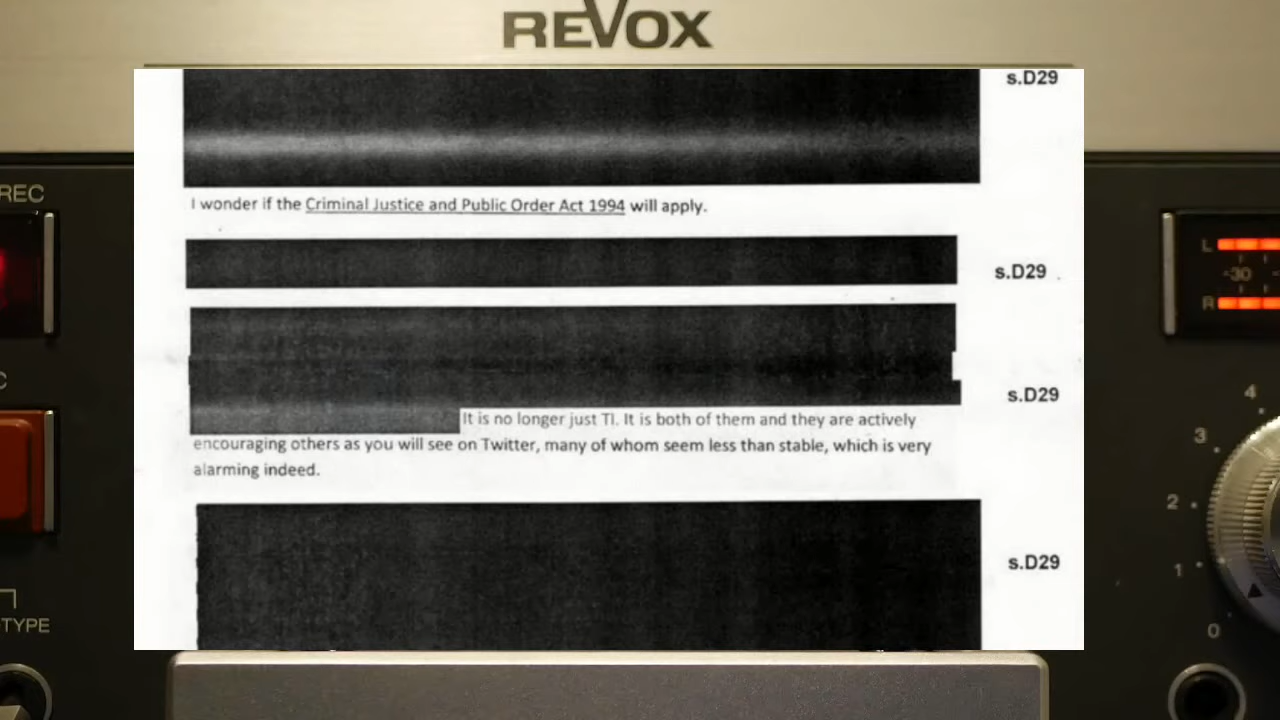 REVOX
s.D29
REC
I wonder if the Criminal Justice and Public Order Act 1994 will apply.
L
-30
R
s.D29
s.D29
It is no longer just TI. It is both of them and they are actively
encouraging others as you will see on Twitter, many of whom seem less than stable, which is very
alarming indeed.
s.D29
4
3
2
1
0
C
TYPE